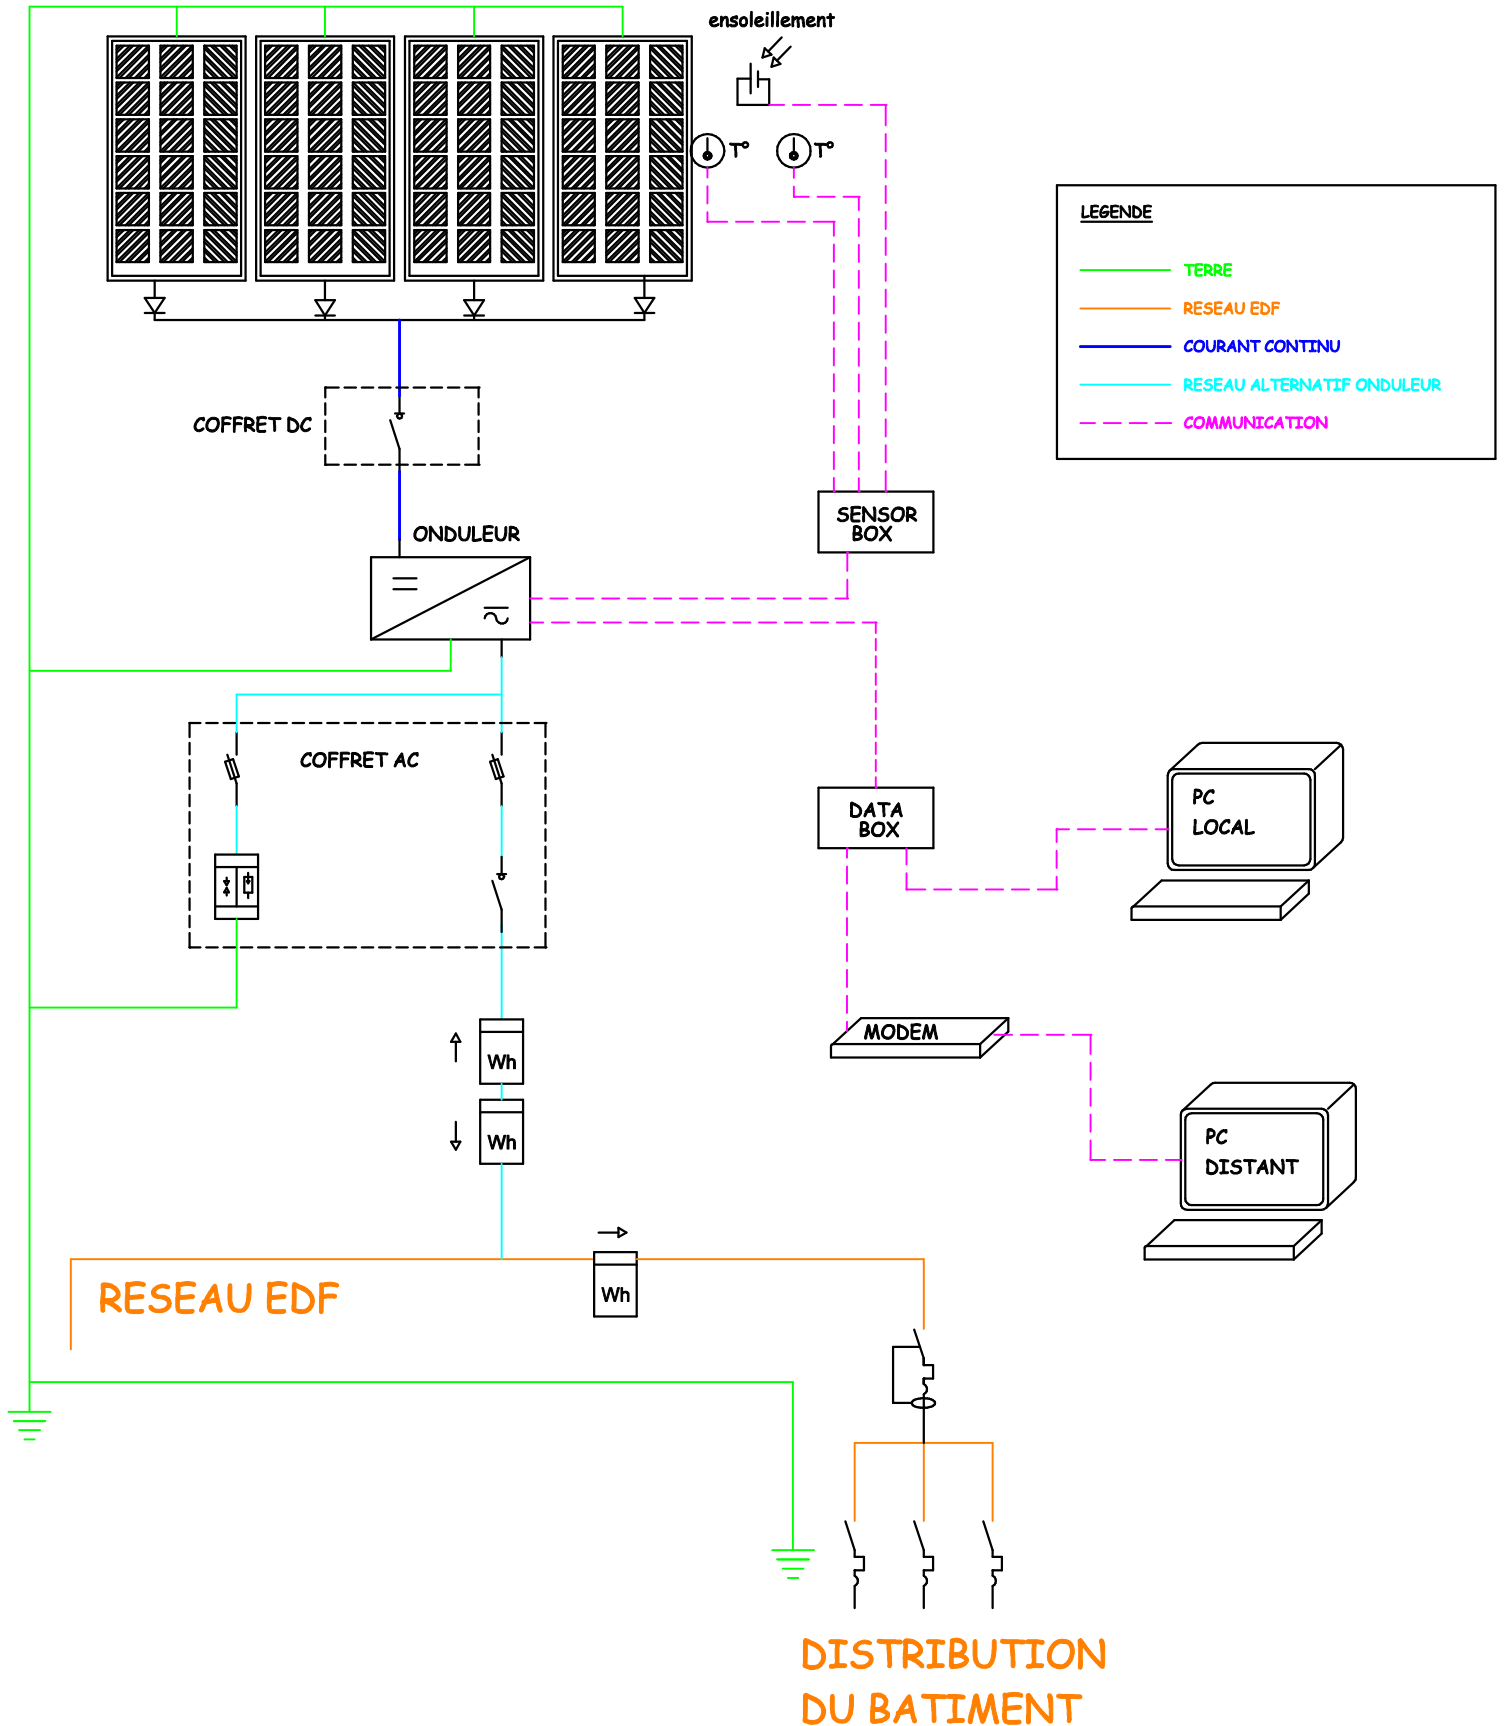 ensoleillement
T°
T°
LEGENDE
TERRE
RESEAU EDF
COURANT CONTINU
RESEAU ALTERNATIF ONDULEUR
COMMUNICATION
COFFRET DC
SENSOR
BOX
ONDULEUR
COFFRET AC
DATA
BOX
PC
LOCAL
MODEM
Wh
Wh
PC
DISTANT
RESEAU EDF
Wh
DISTRIBUTION
DU BATIMENT